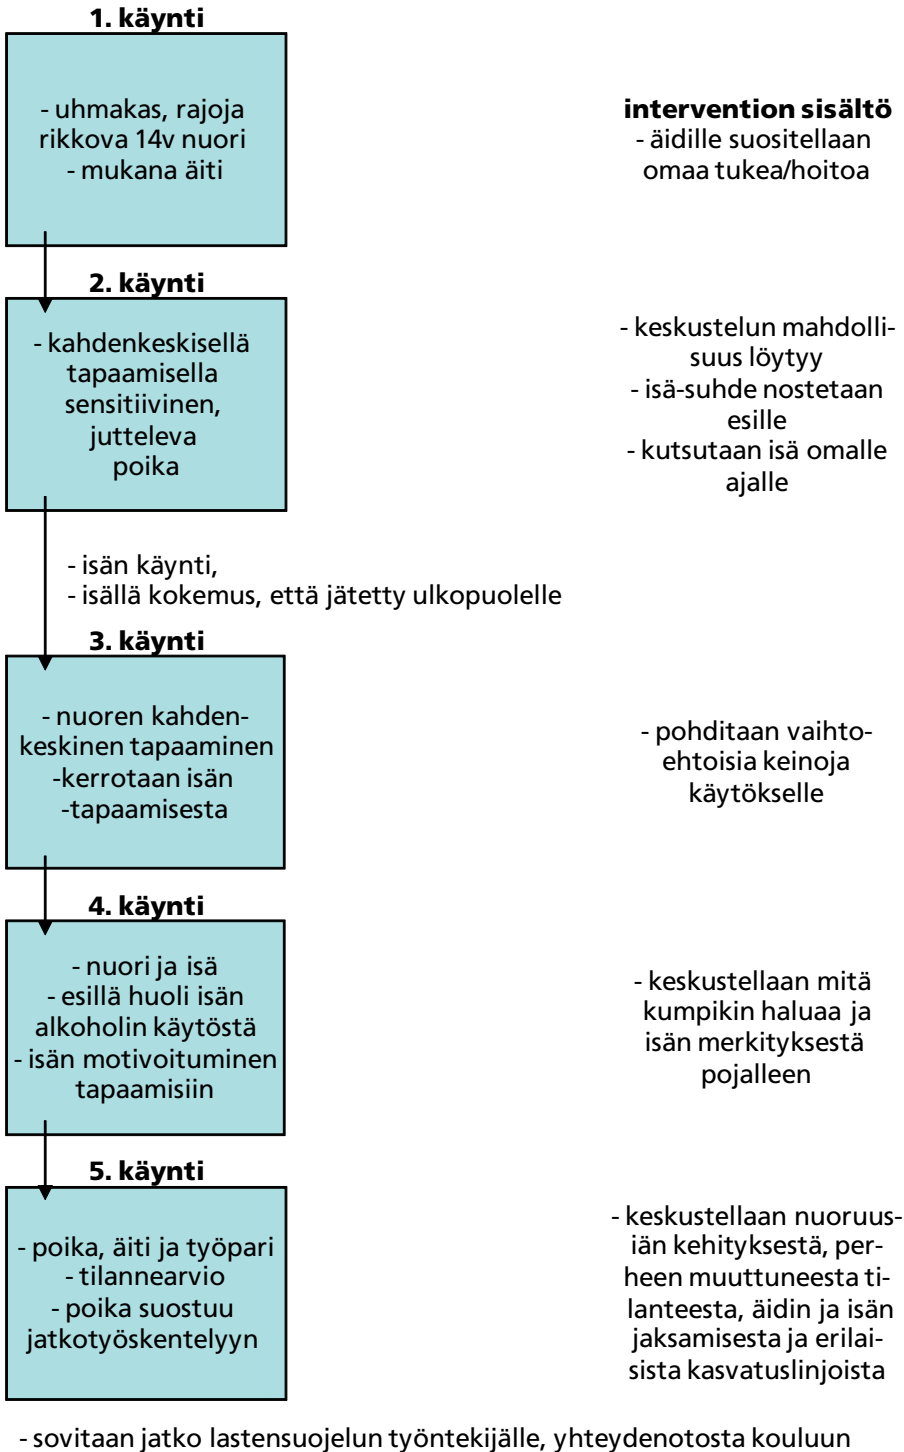 1. käynti
- uhmakas, rajoja
rikkova 14v nuori
- mukana äiti
intervention sisältö
- äidille suositellaan
omaa tukea/hoitoa
2. käynti
- kahdenkeskisellä
tapaamisella
sensitiivinen,
jutteleva
poika
- keskustelun mahdolli-
suus löytyy
- isä-suhde nostetaan
esille
- kutsutaan isä omalle
ajalle
- isän käynti,
- isällä kokemus, että jätetty ulkopuolelle
3. käynti
- nuoren kahden-
keskinen tapaaminen
-kerrotaan isän
-tapaamisesta
- pohditaan vaihto-
ehtoisia keinoja
käytökselle
4. käynti
- nuori ja isä
- esillä huoli isän
alkoholin käytöstä
- isän motivoituminen
tapaamisiin
- keskustellaan mitä
kumpikin haluaa ja
isän merkityksestä
pojalleen
5. käynti
- poika, äiti ja työpari
- tilannearvio
- poika suostuu
jatkotyöskentelyyn
- keskustellaan nuoruus-
iän kehityksestä, per-
heen muuttuneesta ti-
lanteesta, äidin ja isän
jaksamisesta ja erilai-
sista kasvatuslinjoista
- sovitaan jatko lastensuojelun työntekijälle, yhteydenotosta kouluun